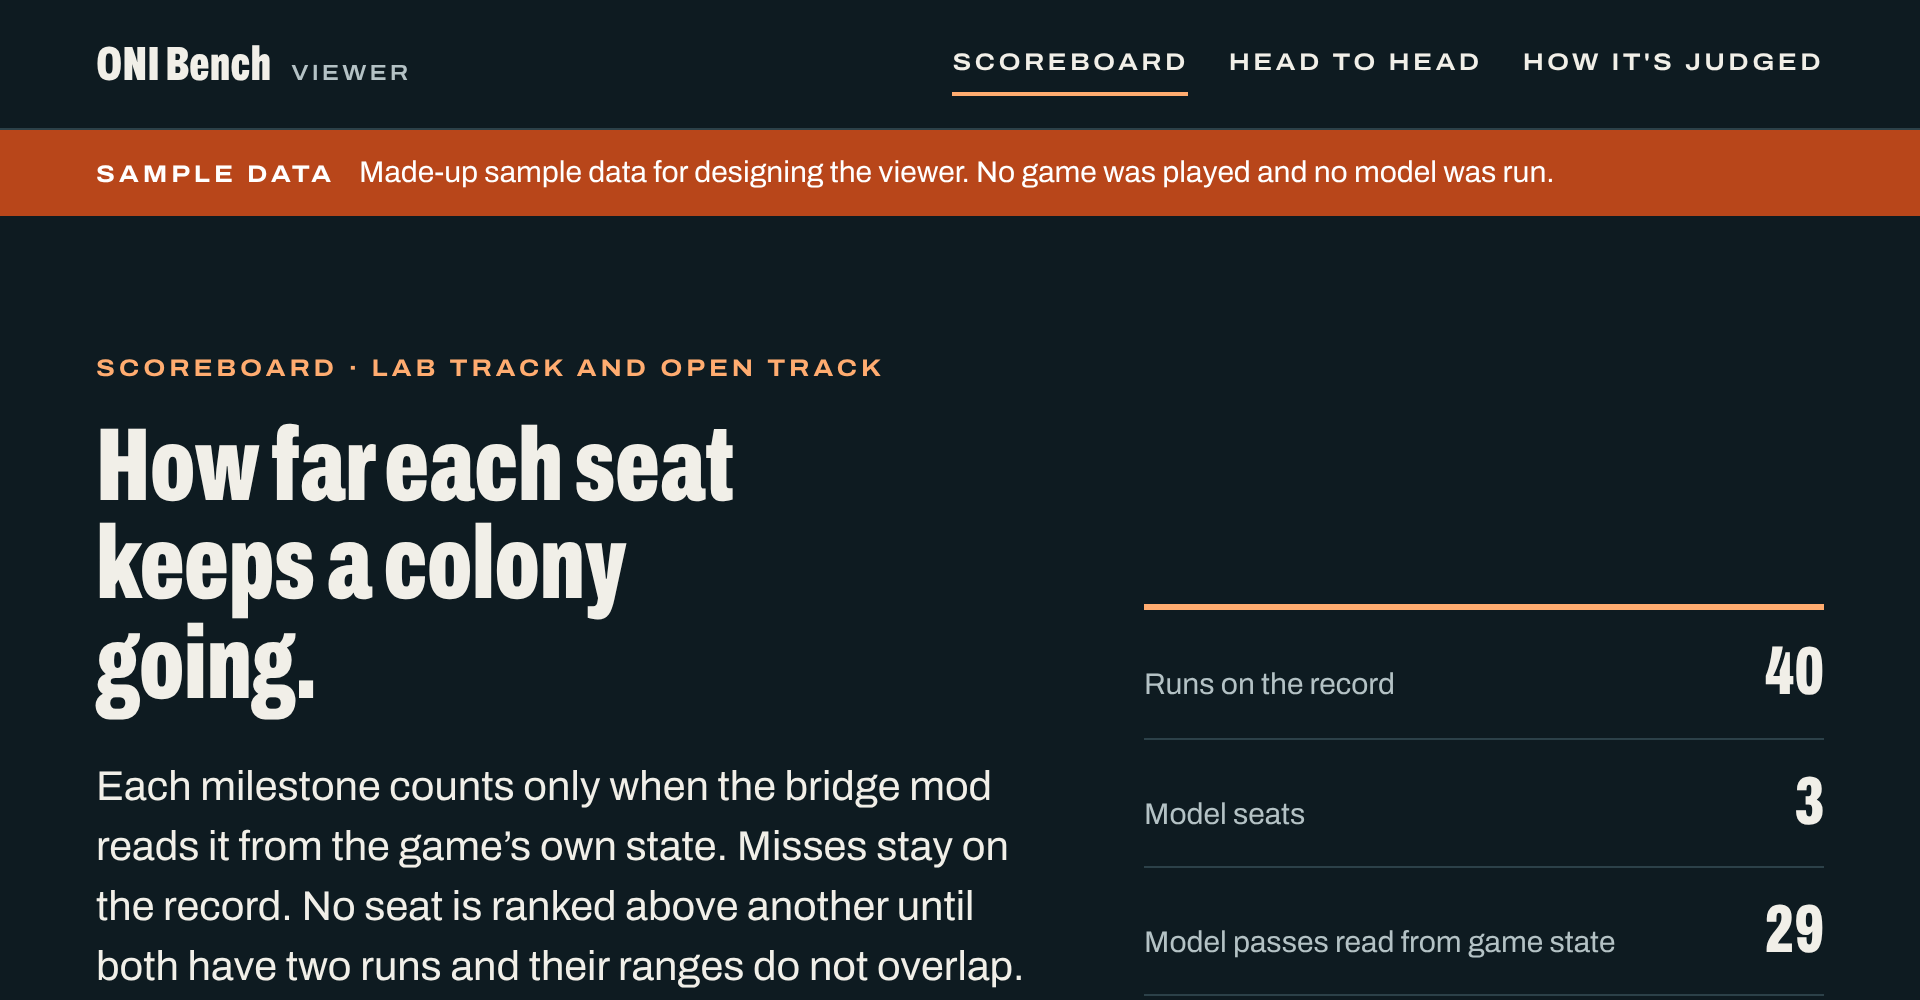 ONI Bench VIEWER
SCOREBOARD HEAD TO HEAD HOW IT'S JUDGED
SAMPLE DATA Made-up sample data for designing the viewer. No game was played and no model was run.
SCOREBOARD · LAB TRACK AND OPEN TRACK
How far each seat
keeps a colony
going.
Each milestone counts only when the bridge mod
reads it from the game’s own state. Misses stay on
the record. No seat is ranked above another until
both have two runs and their ranges do not overlap.
Runs on the record 40
Model seats 3
Model passes read from game state 29